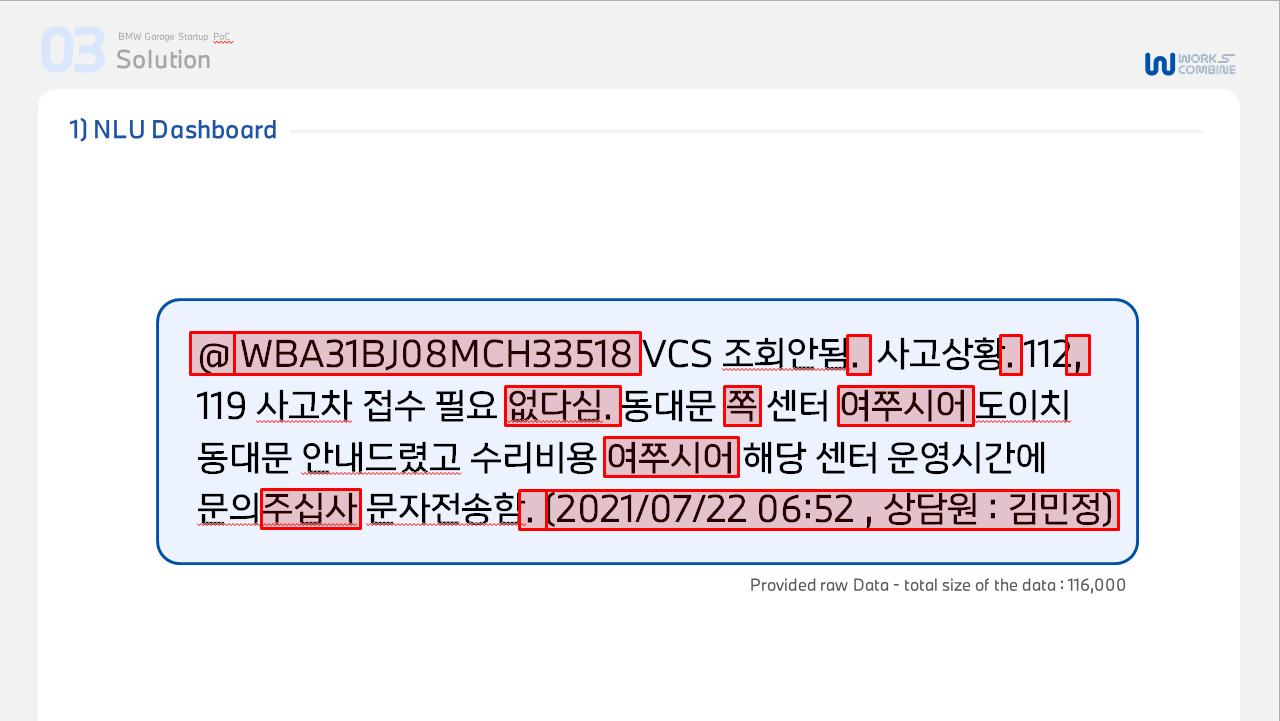 03
BMW Garage Startup PoC
Solution
WORKS
COMBINE
1) NLU Dashboard
@ WBA31BJ08MCH33518 VCS 조회안됨. 사고상황. 112,
119 사고차 접수 필요 없다심. 동대문 쪽 센터 여쭈시어 도이치
동대문 안내드렸고 수리비용 여쭈시어 해당 센터 운영시간에
문의주십사 문자전송함. (2021/07/22 06:52 , 상담원 : 김민정)
Provided raw Data - total size of the data : 116,000